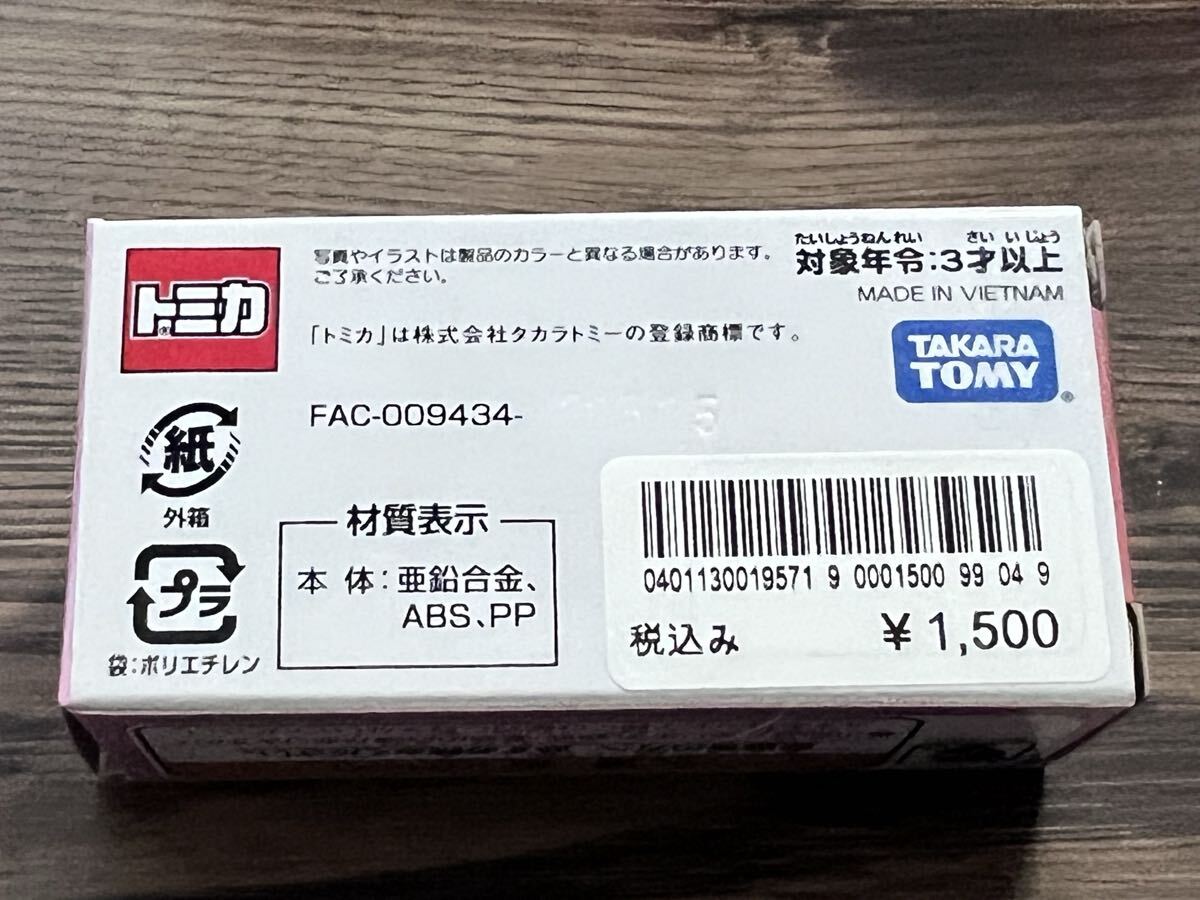 トミカ®
写真やイラストは製品のカラーと異なる場合があります。
ご了承ください。
「トミカ」は株式会社タカラトミーの登録商標です。
FAC-009434-
たいしょうねんれい さい いじょう
対象年令:3才以上
MADE IN VIETNAM
TAKARA
TOMY®
紙
外箱
プラ
袋:ポリエチレン
材質表示
本体:亜鉛合金、
ABS、PP
0401130019571 9 0001500 99 04 9
税込み ¥1,500